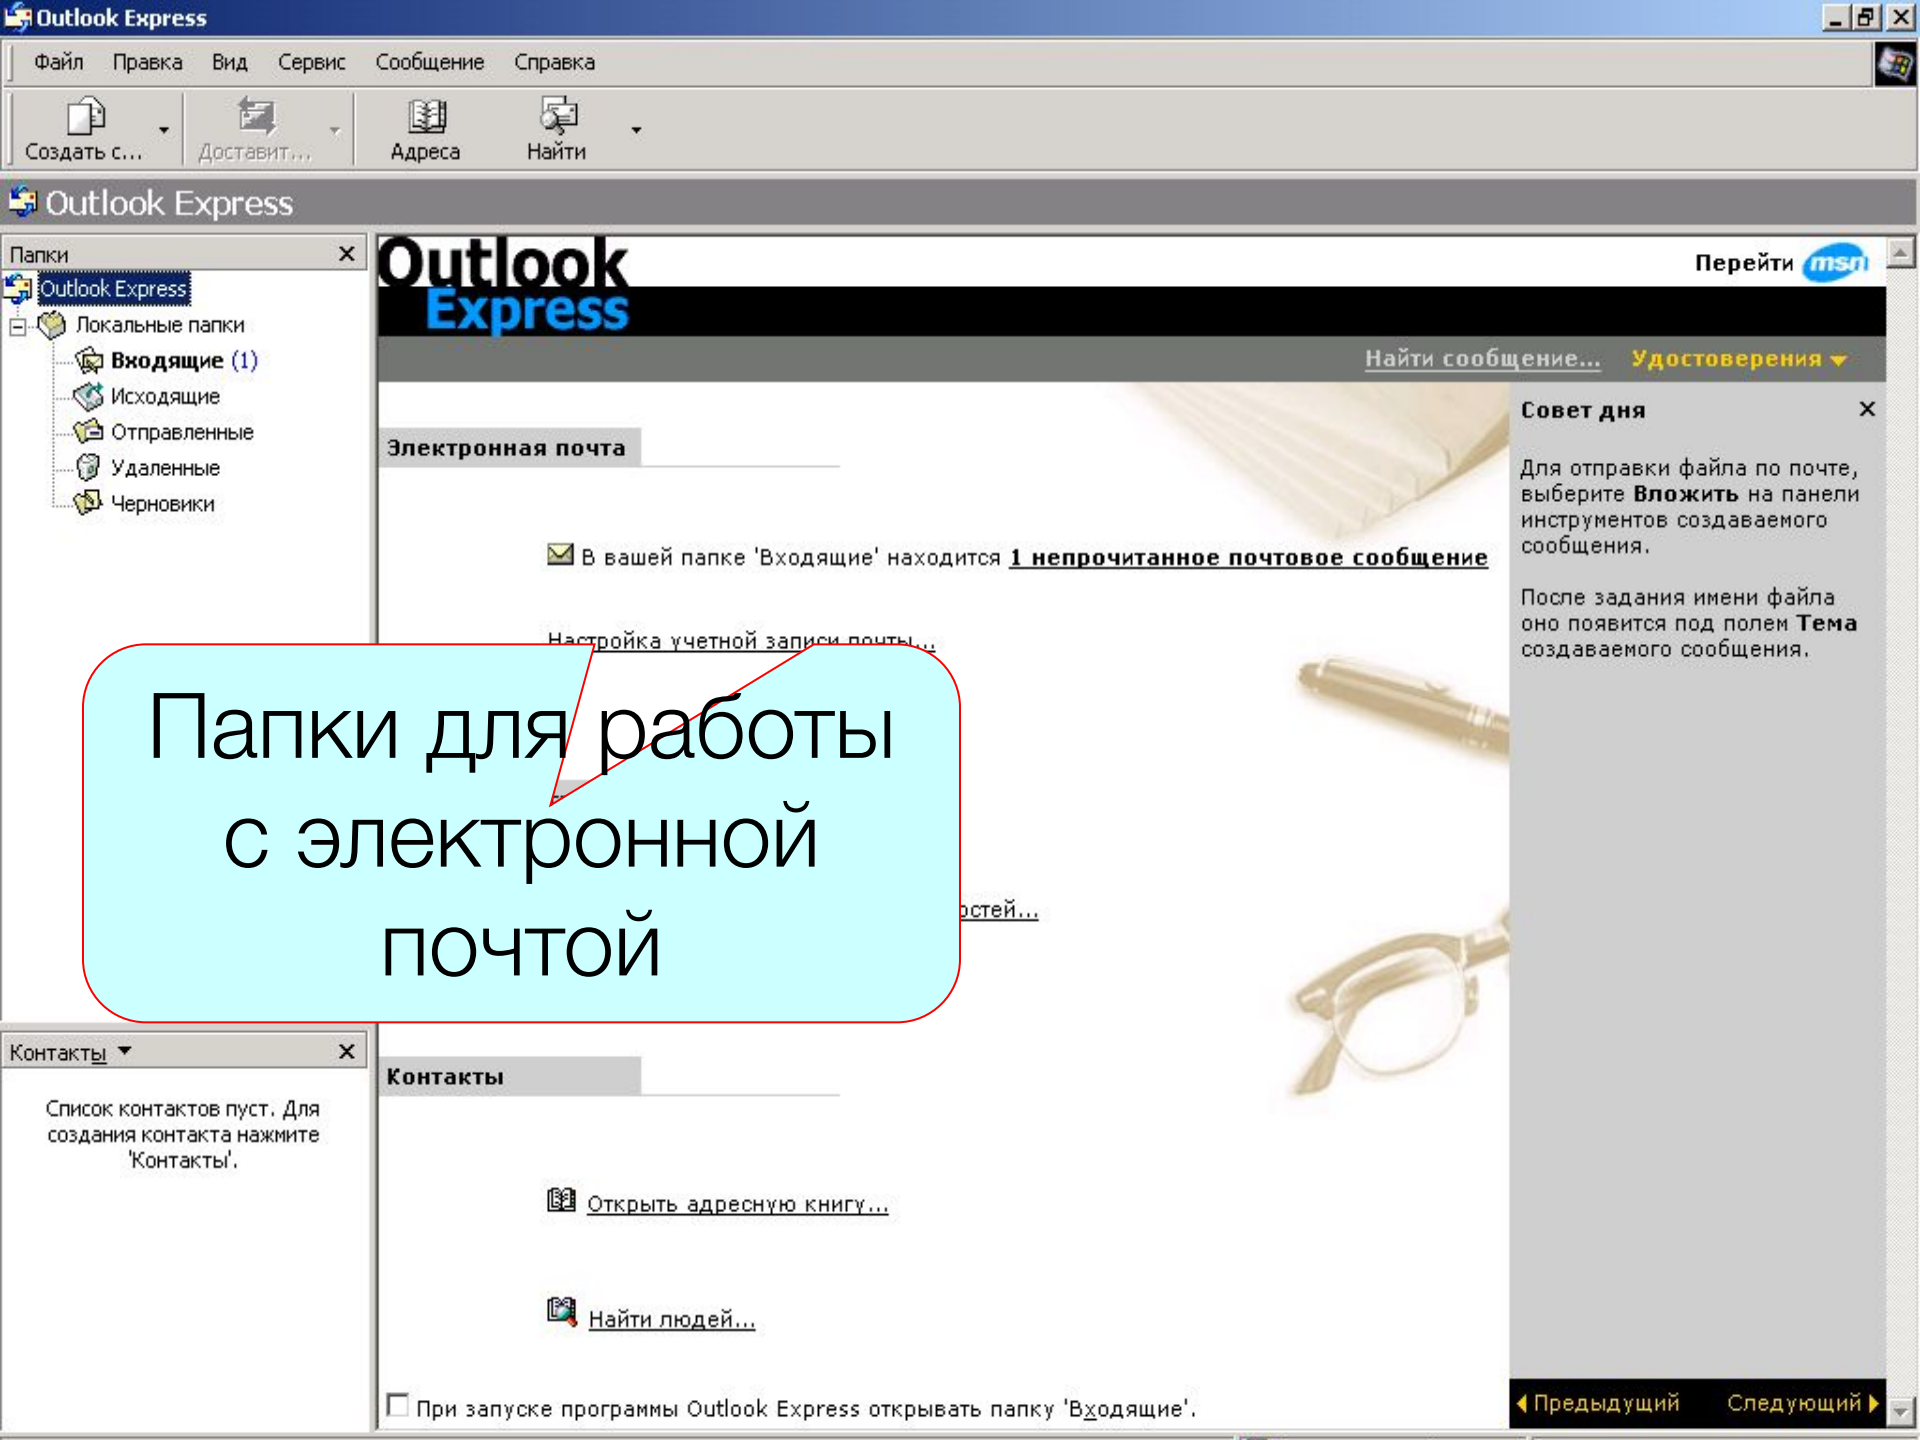 Outlook Express
Файл Правка Вид Сервис Сообщение Справка
Создать с... Доставит... Адреса Найти
Outlook Express
Папки
Outlook Express
Локальные папки
Входящие (1)
Исходящие
Отправленные
Удаленные
Черновики
Outlook
Express
Перейти msn
Найти сообщение... Удостоверения
Электронная почта
В вашей папке 'Входящие' находится 1 непрочитанное почтовое сообщение
Настройка учетной записи почты...
Папки для работы
с электронной
почтой
остей...
Контакты
Открыть адресную книгу...
Найти людей...
При запуске программы Outlook Express открывать папку 'Входящие'.
Совет дня
Для отправки файла по почте,
выберите Вложить на панели
инструментов создаваемого
сообщения.
После задания имени файла
оно появится под полем Тема
создаваемого сообщения.
Предыдущий Следующий
Контакты
Список контактов пуст. Для
создания контакта нажмите
'Контакты'.